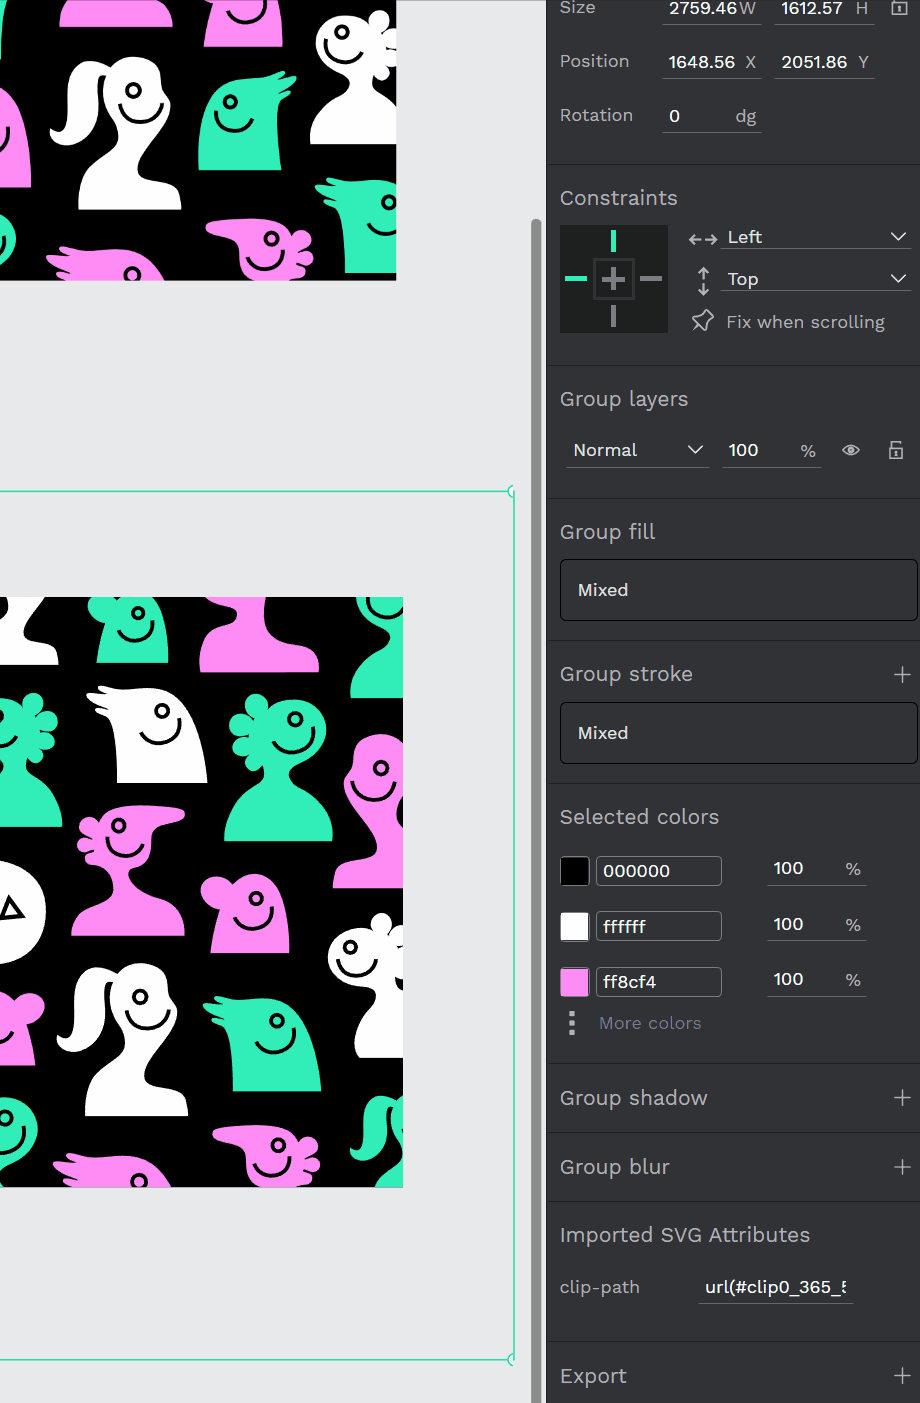 Size 2759.46 W 1612.57 H
Position 1648.56 X 2051.86 Y
Rotation 0 dg
Constraints
Left
Top
Fix when scrolling
Group layers
Normal 100 %
Group fill
Mixed
Group stroke
Mixed
Selected colors
000000 100 %
ffffff 100 %
ff8cf4 100 %
More colors
Group shadow
Group blur
Imported SVG Attributes
clip-path url(#clip0_365_5
Export